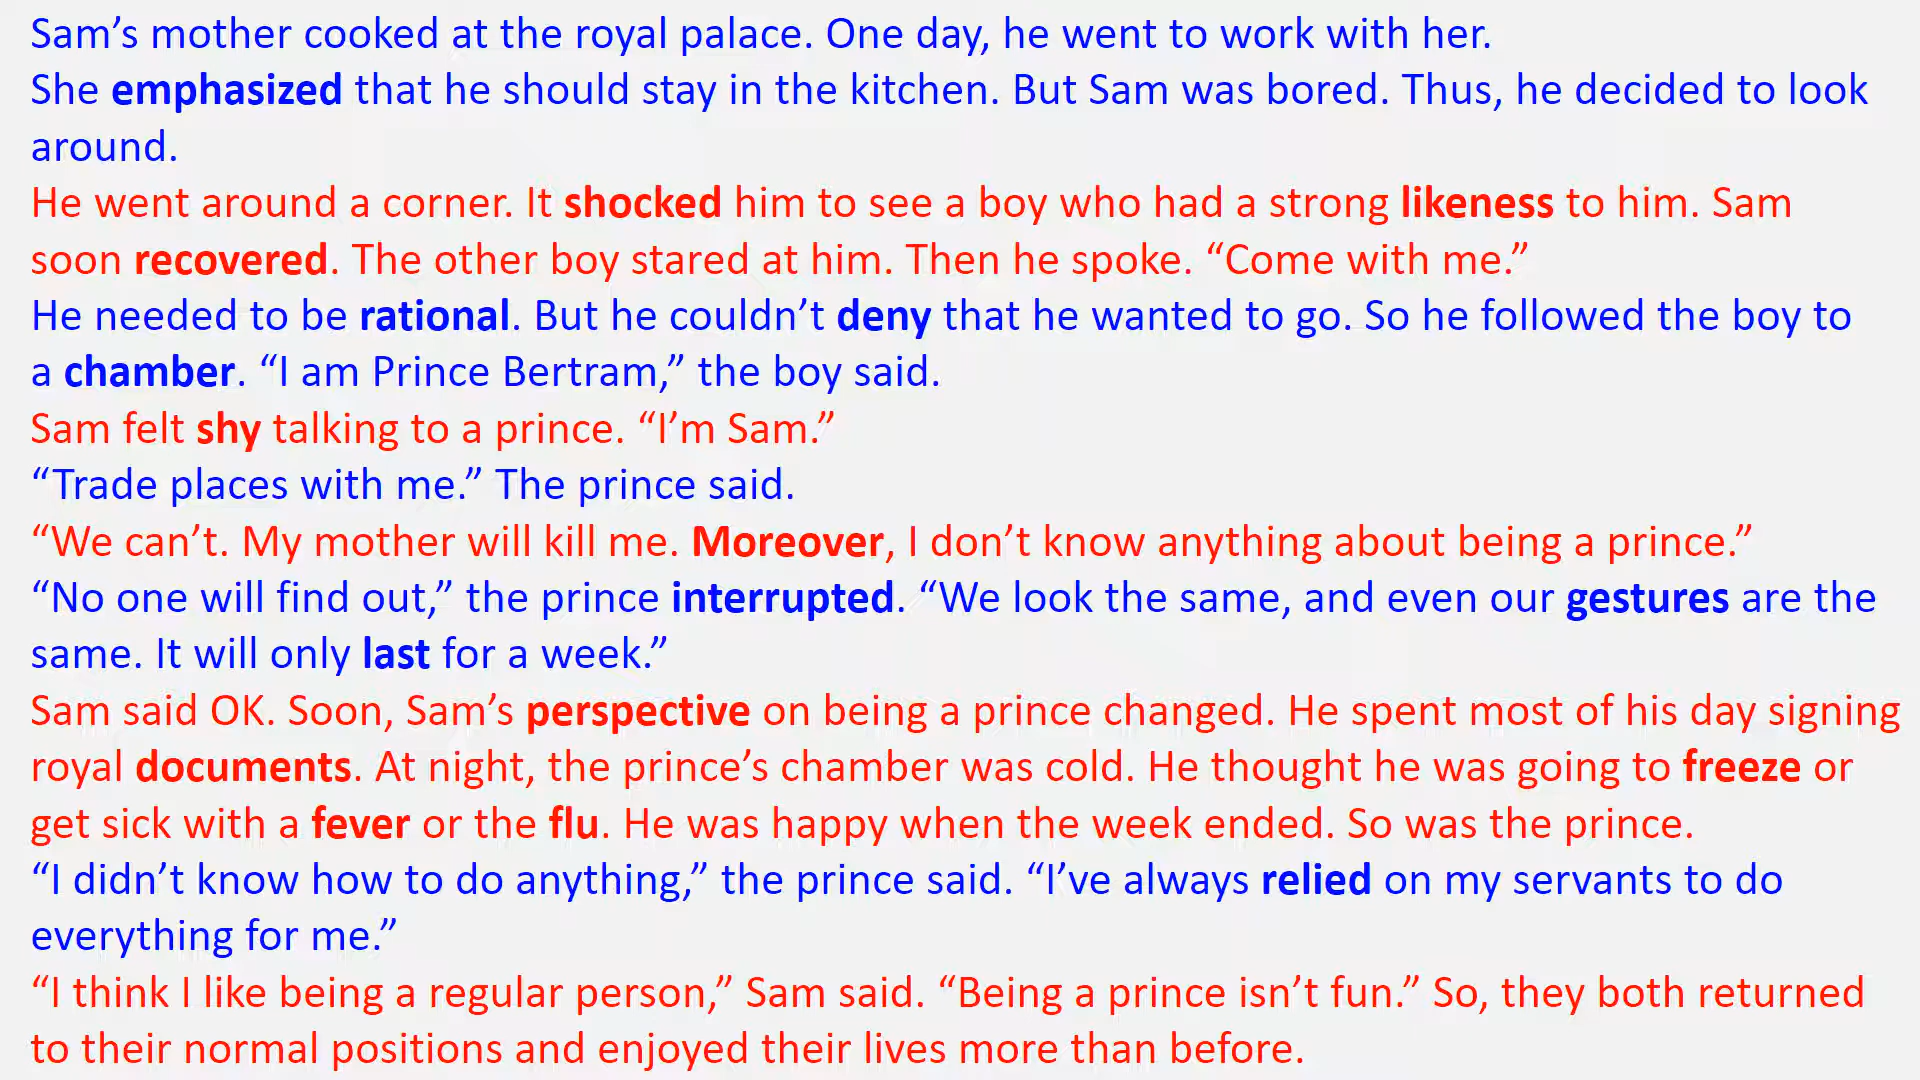 Sam’s mother cooked at the royal palace. One day, he went to work with her.
She emphasized that he should stay in the kitchen. But Sam was bored. Thus, he decided to look
around.
He went around a corner. It shocked him to see a boy who had a strong likeness to him. Sam
soon recovered. The other boy stared at him. Then he spoke. “Come with me.”
He needed to be rational. But he couldn’t deny that he wanted to go. So he followed the boy to
a chamber. “I am Prince Bertram,” the boy said.
Sam felt shy talking to a prince. “I’m Sam.”
“Trade places with me.” The prince said.
“We can’t. My mother will kill me. Moreover, I don’t know anything about being a prince.”
“No one will find out,” the prince interrupted. “We look the same, and even our gestures are the
same. It will only last for a week.”
Sam said OK. Soon, Sam’s perspective on being a prince changed. He spent most of his day signing
royal documents. At night, the prince’s chamber was cold. He thought he was going to freeze or
get sick with a fever or the flu. He was happy when the week ended. So was the prince.
“I didn’t know how to do anything,” the prince said. “I’ve always relied on my servants to do
everything for me.”
“I think I like being a regular person,” Sam said. “Being a prince isn’t fun.” So, they both returned
to their normal positions and enjoyed their lives more than before.